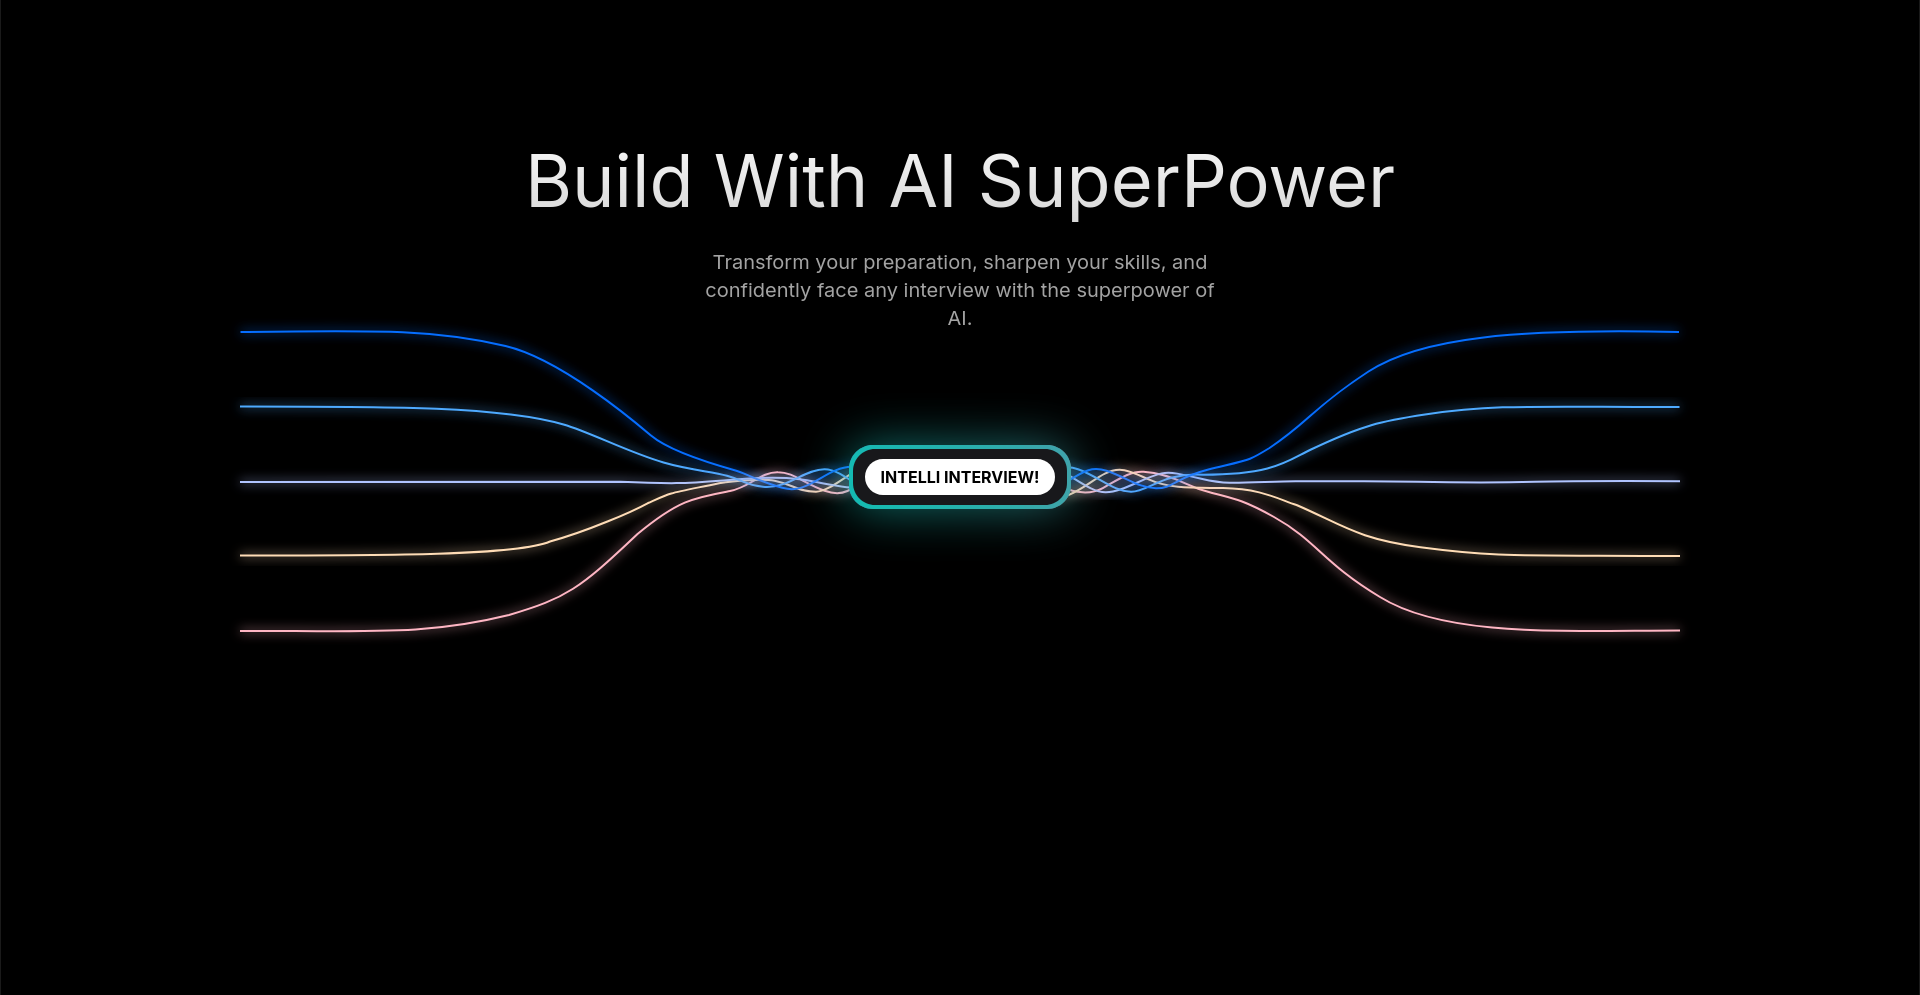 Build With AI SuperPower
Transform your preparation, sharpen your skills, and
confidently face any interview with the superpower of
AI.
INTELLI INTERVIEW!